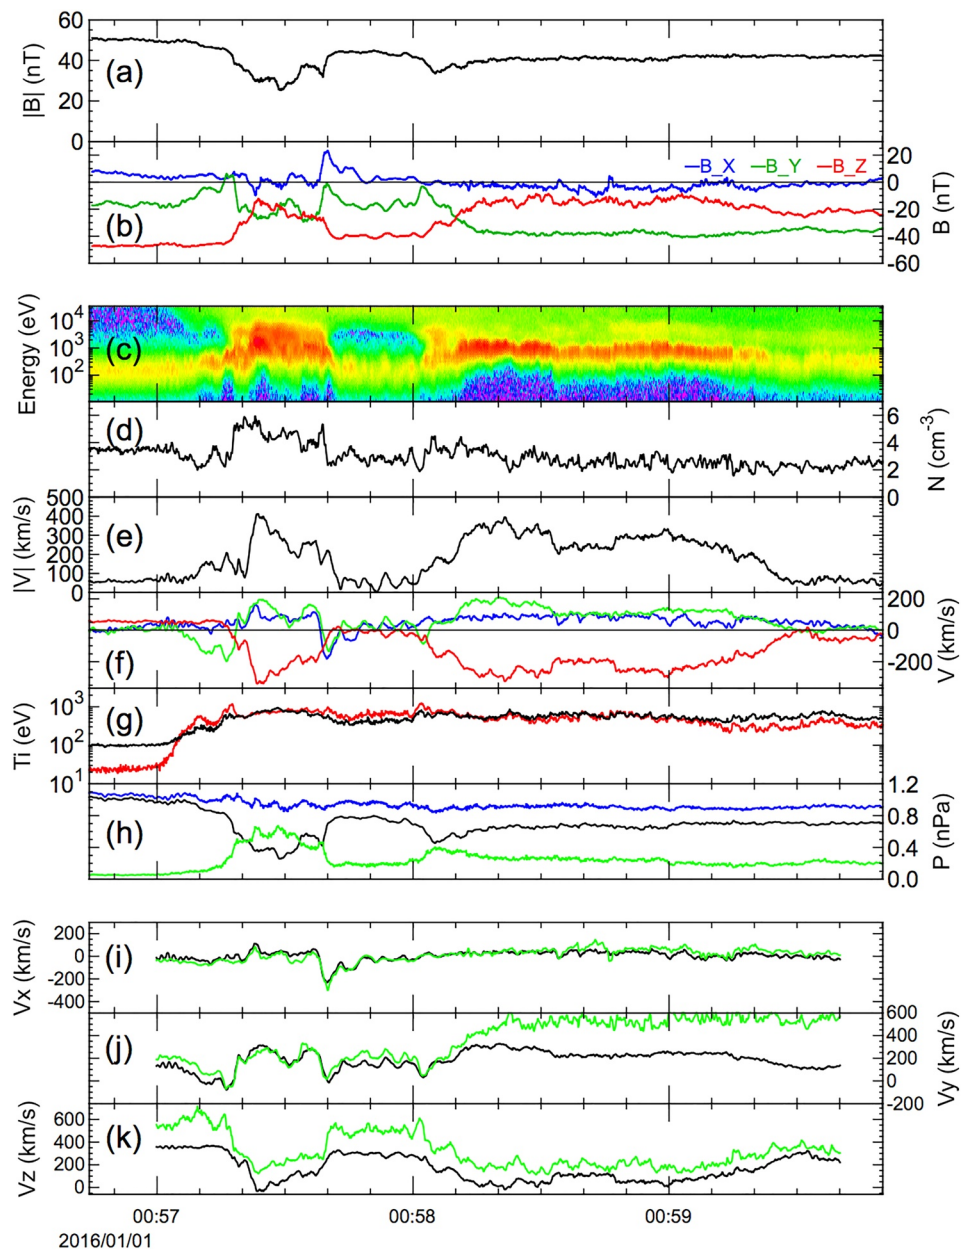 60
40
20
0
|B| (nT)
(a)
B_X B_Y B_Z
20
0
-20
-40
-60
B (nT)
(b)
10⁴
10³
10²
Energy (eV)
(c)
6
4
2
0
N (cm⁻³)
(d)
500
400
300
200
100
0
|V| (km/s)
(e)
200
0
-200
V (km/s)
(f)
10³
10²
10¹
Ti (eV)
(g)
1.2
0.8
0.4
0.0
P (nPa)
(h)
200
0
-200
-400
Vx (km/s)
(i)
600
400
200
0
-200
Vy (km/s)
(j)
600
400
200
0
Vz (km/s)
(k)
00:57 00:58 00:59
2016/01/01